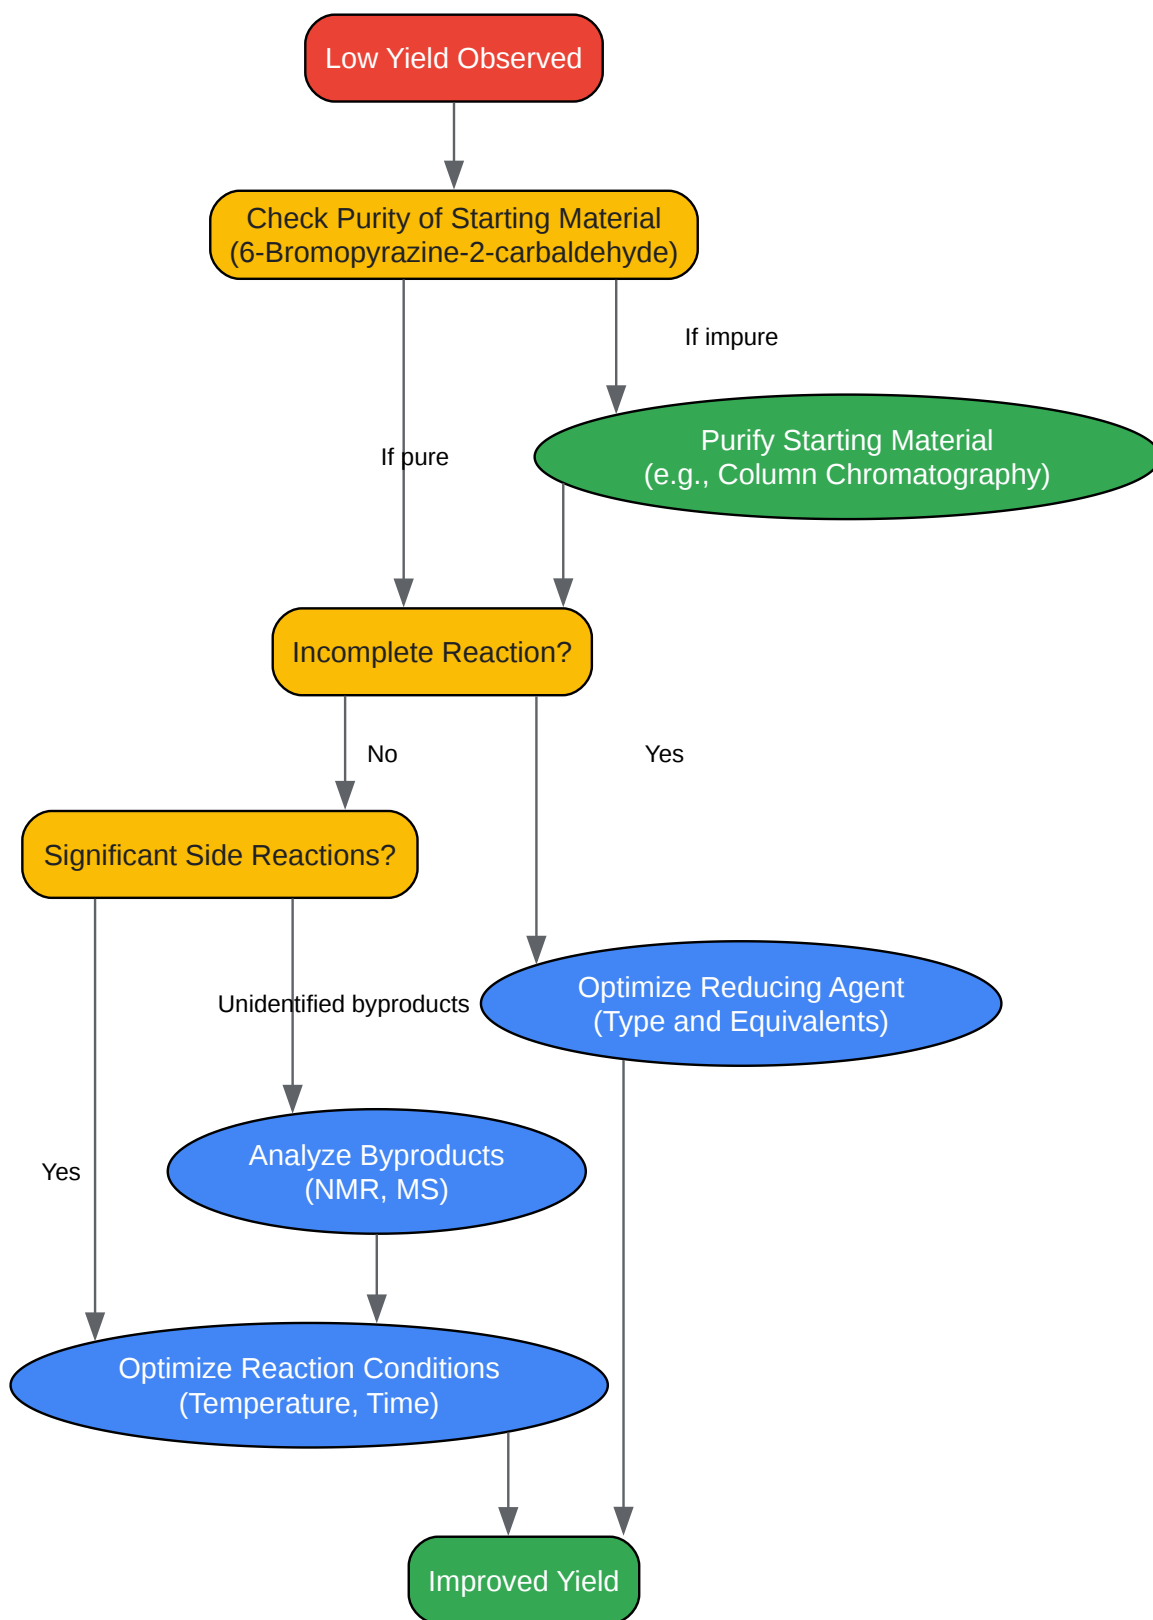 Low Yield Observed
Check Purity of Starting Material
(6-Bromopyrazine-2-carbaldehyde)
If impure
Purify Starting Material
(e.g., Column Chromatography)
If pure
Incomplete Reaction?
No
Yes
Significant Side Reactions?
Optimize Reducing Agent
(Type and Equivalents)
Unidentified byproducts
Analyze Byproducts
(NMR, MS)
Yes
Optimize Reaction Conditions
(Temperature, Time)
Improved Yield